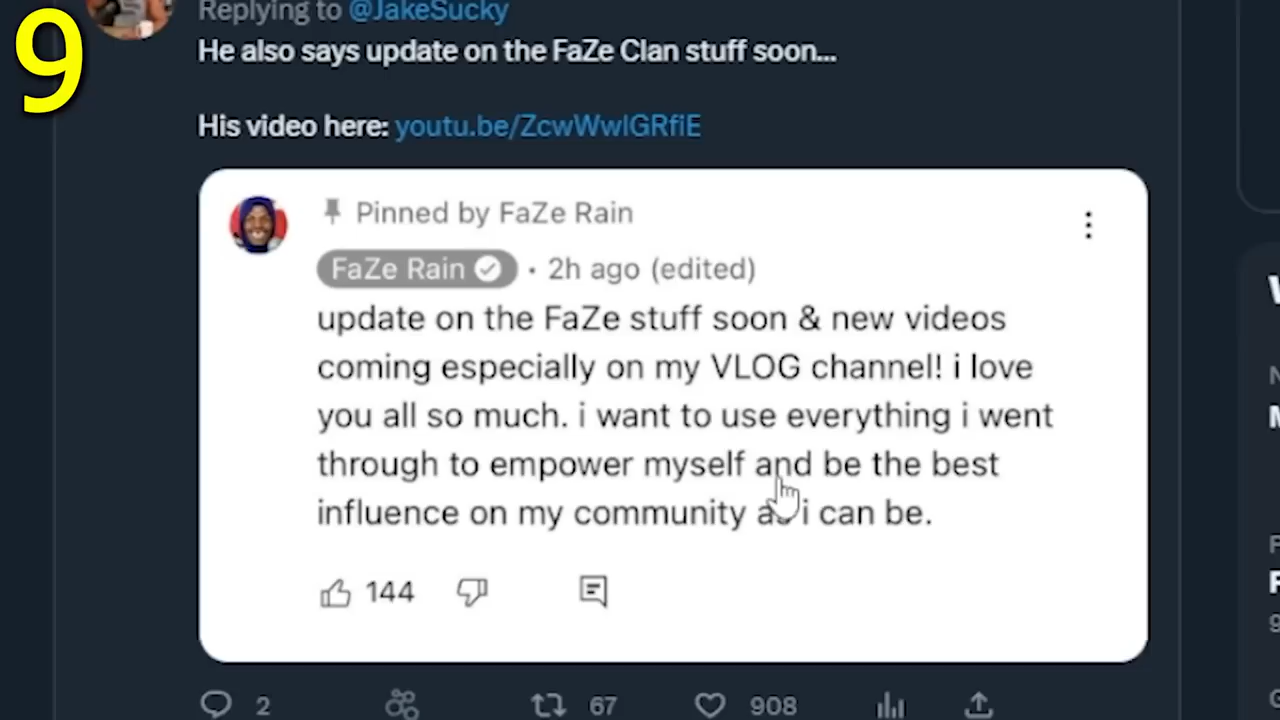 9
Replying to @JakeSucky
He also says update on the FaZe Clan stuff soon...
His video here: youtu.be/ZcwWwlGRfiE
Pinned by FaZe Rain
FaZe Rain • 2h ago (edited)
update on the FaZe stuff soon & new videos
coming especially on my VLOG channel! i love
you all so much. i want to use everything i went
through to empower myself and be the best
influence on my community as i can be.
144
2 67 908